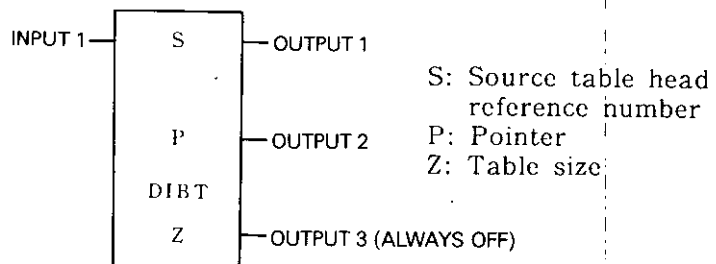 INPUT 1 S OUTPUT 1
S: Source table head
reference number
P OUTPUT 2
P: Pointer
Z: Table size
DIBT
Z OUTPUT 3 (ALWAYS OFF)